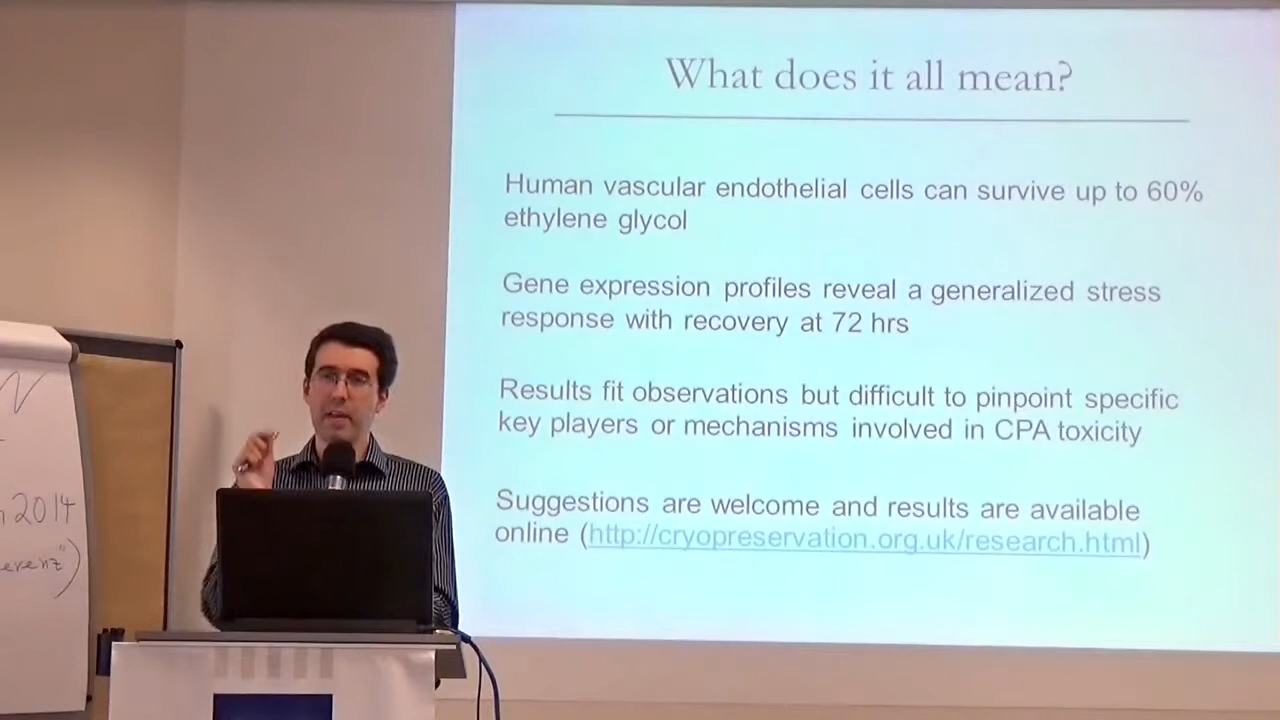 What does it all mean?
Human vascular endothelial cells can survive up to 60%
ethylene glycol
Gene expression profiles reveal a generalized stress
response with recovery at 72 hrs
Results fit observations but difficult to pinpoint specific
key players or mechanisms involved in CPA toxicity
Suggestions are welcome and results are available
online (http://cryopreservation.org.uk/research.html)
2014
erenz")